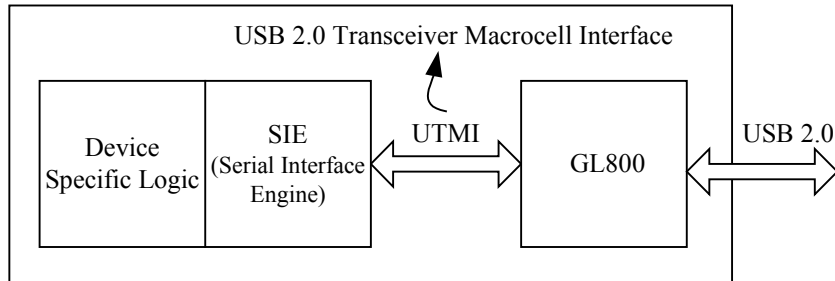 USB 2.0 Transceiver Macrocell Interface
Device
Specific Logic
SIE
(Serial Interface
Engine)
UTMI
GL800
USB 2.0